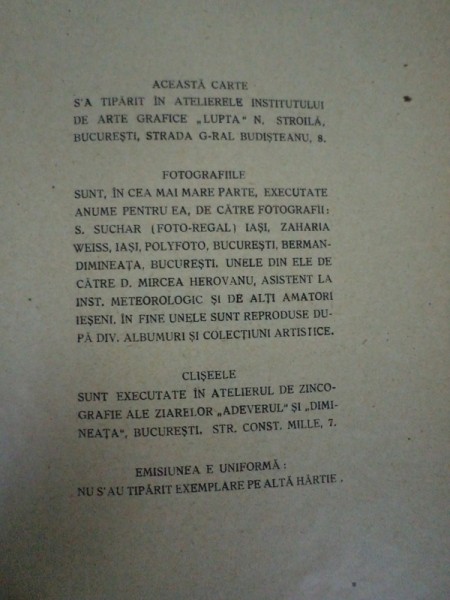 ACEASTĂ CARTE
S'A TIPĂRIT ÎN ATELIERELE INSTITUTULUI
DE ARTE GRAFICE „LUPTA“ N. STROILĂ,
BUCUREȘTI, STRADA G-RAL BUDIȘTEANU, 8.
FOTOGRAFIILE
SUNT, ÎN CEA MAI MARE PARTE, EXECUTATE
ANUME PENTRU EA, DE CĂTRE FOTOGRAFII:
S. SUCHAR (FOTO-REGAL) IAȘI, ZAHARIA
WEISS, IAȘI, POLYFOTO, BUCUREȘTI, BERMAN-
DIMINEAȚA, BUCUREȘTI. UNELE DIN ELE DE
CĂTRE D. MIRCEA HEROVANU, ASISTENT LA
INST. METEOROLOGIC ȘI DE ALȚI AMATORI
IEȘENI. ÎN FINE UNELE SUNT REPRODUSE DU-
PĂ DIV. ALBUMURI ȘI COLECȚIUNI ARTISTICE.
CLIȘEELE
SUNT EXECUTATE ÎN ATELIERUL DE ZINCO-
GRAFIE ALE ZIARELOR „ADEVERUL“ ȘI „DIMI-
NEAȚA“, BUCUREȘTI. STR. CONST. MILLE, 7.
EMISIUNEA E UNIFORMĂ:
NU S'AU TIPĂRIT EXEMPLARE PE ALTĂ HÂRTIE.